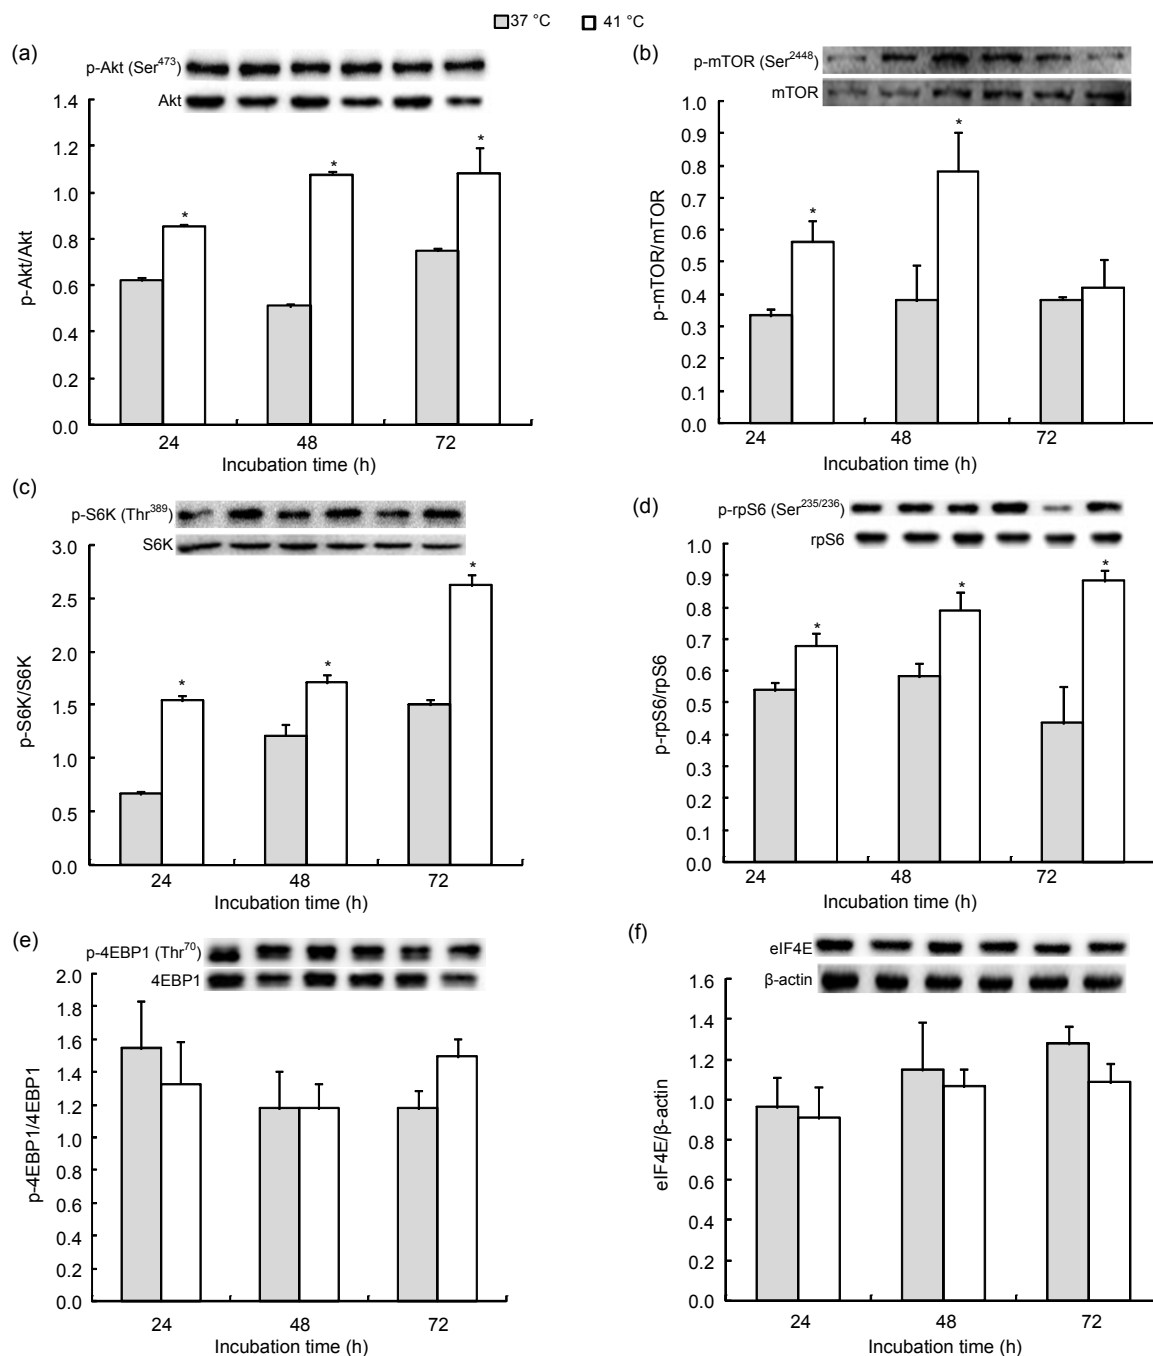 37 °C 41 °C
(a)
p-Akt (Ser473)
Akt
1.4
1.2
1.0
0.8
0.6
0.4
0.2
0.0
p-Akt/Akt
* * *
24 48 72
Incubation time (h)
(b)
p-mTOR (Ser2448)
mTOR
1.0
0.9
0.8
0.7
0.6
0.5
0.4
0.3
0.2
0.1
0.0
p-mTOR/mTOR
* *
24 48 72
Incubation time (h)
(c)
p-S6K (Thr389)
S6K
3.0
2.5
2.0
1.5
1.0
0.5
0.0
p-S6K/S6K
* * *
24 48 72
Incubation time (h)
(d)
p-rpS6 (Ser235/236)
rpS6
1.0
0.9
0.8
0.7
0.6
0.5
0.4
0.3
0.2
0.1
0.0
p-rpS6/rpS6
* * *
24 48 72
Incubation time (h)
(e)
p-4EBP1 (Thr70)
4EBP1
2.0
1.8
1.6
1.4
1.2
1.0
0.8
0.6
0.4
0.2
0.0
p-4EBP1/4EBP1
24 48 72
Incubation time (h)
(f)
eIF4E
β-actin
1.6
1.4
1.2
1.0
0.8
0.6
0.4
0.2
0.0
eIF4E/β-actin
24 48 72
Incubation time (h)